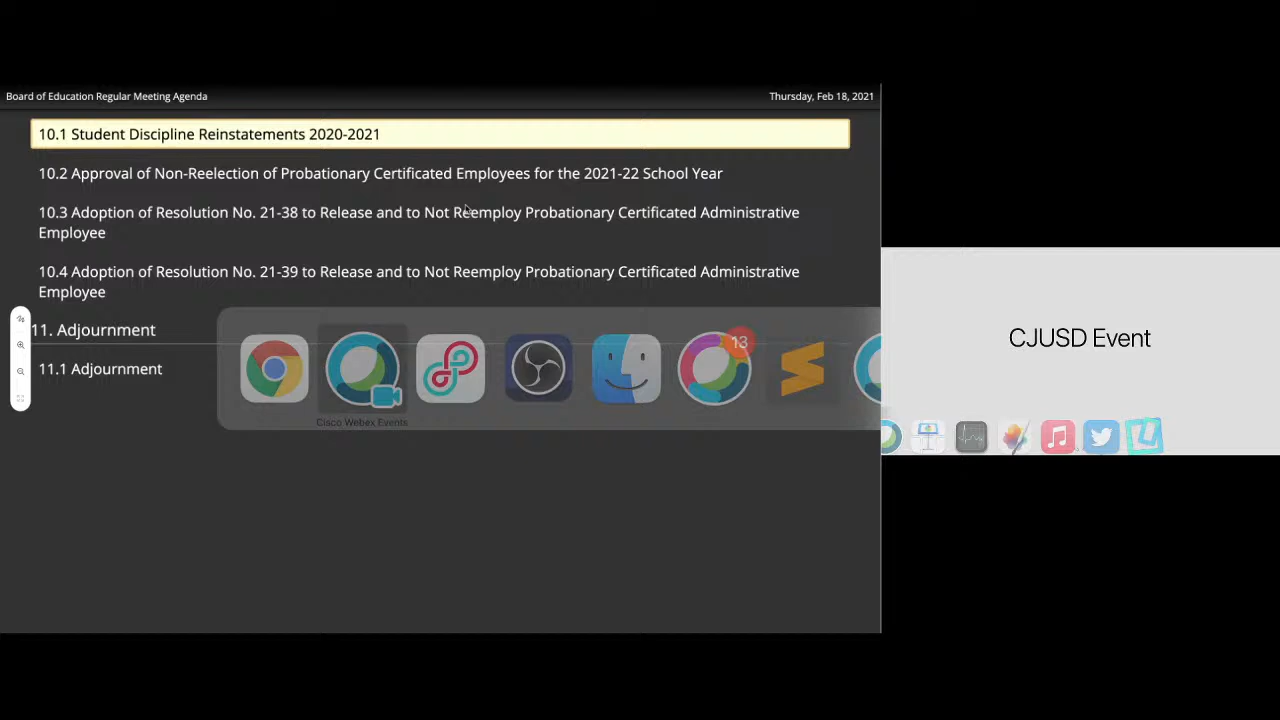 Board of Education Regular Meeting Agenda
Thursday, Feb 18, 2021
10.1 Student Discipline Reinstatements 2020-2021
10.2 Approval of Non-Reelection of Probationary Certificated Employees for the 2021-22 School Year
10.3 Adoption of Resolution No. 21-38 to Release and to Not Reemploy Probationary Certificated Administrative
Employee
10.4 Adoption of Resolution No. 21-39 to Release and to Not Reemploy Probationary Certificated Administrative
Employee
11. Adjournment
11.1 Adjournment
13
Cisco Webex Events
CJUSD Event